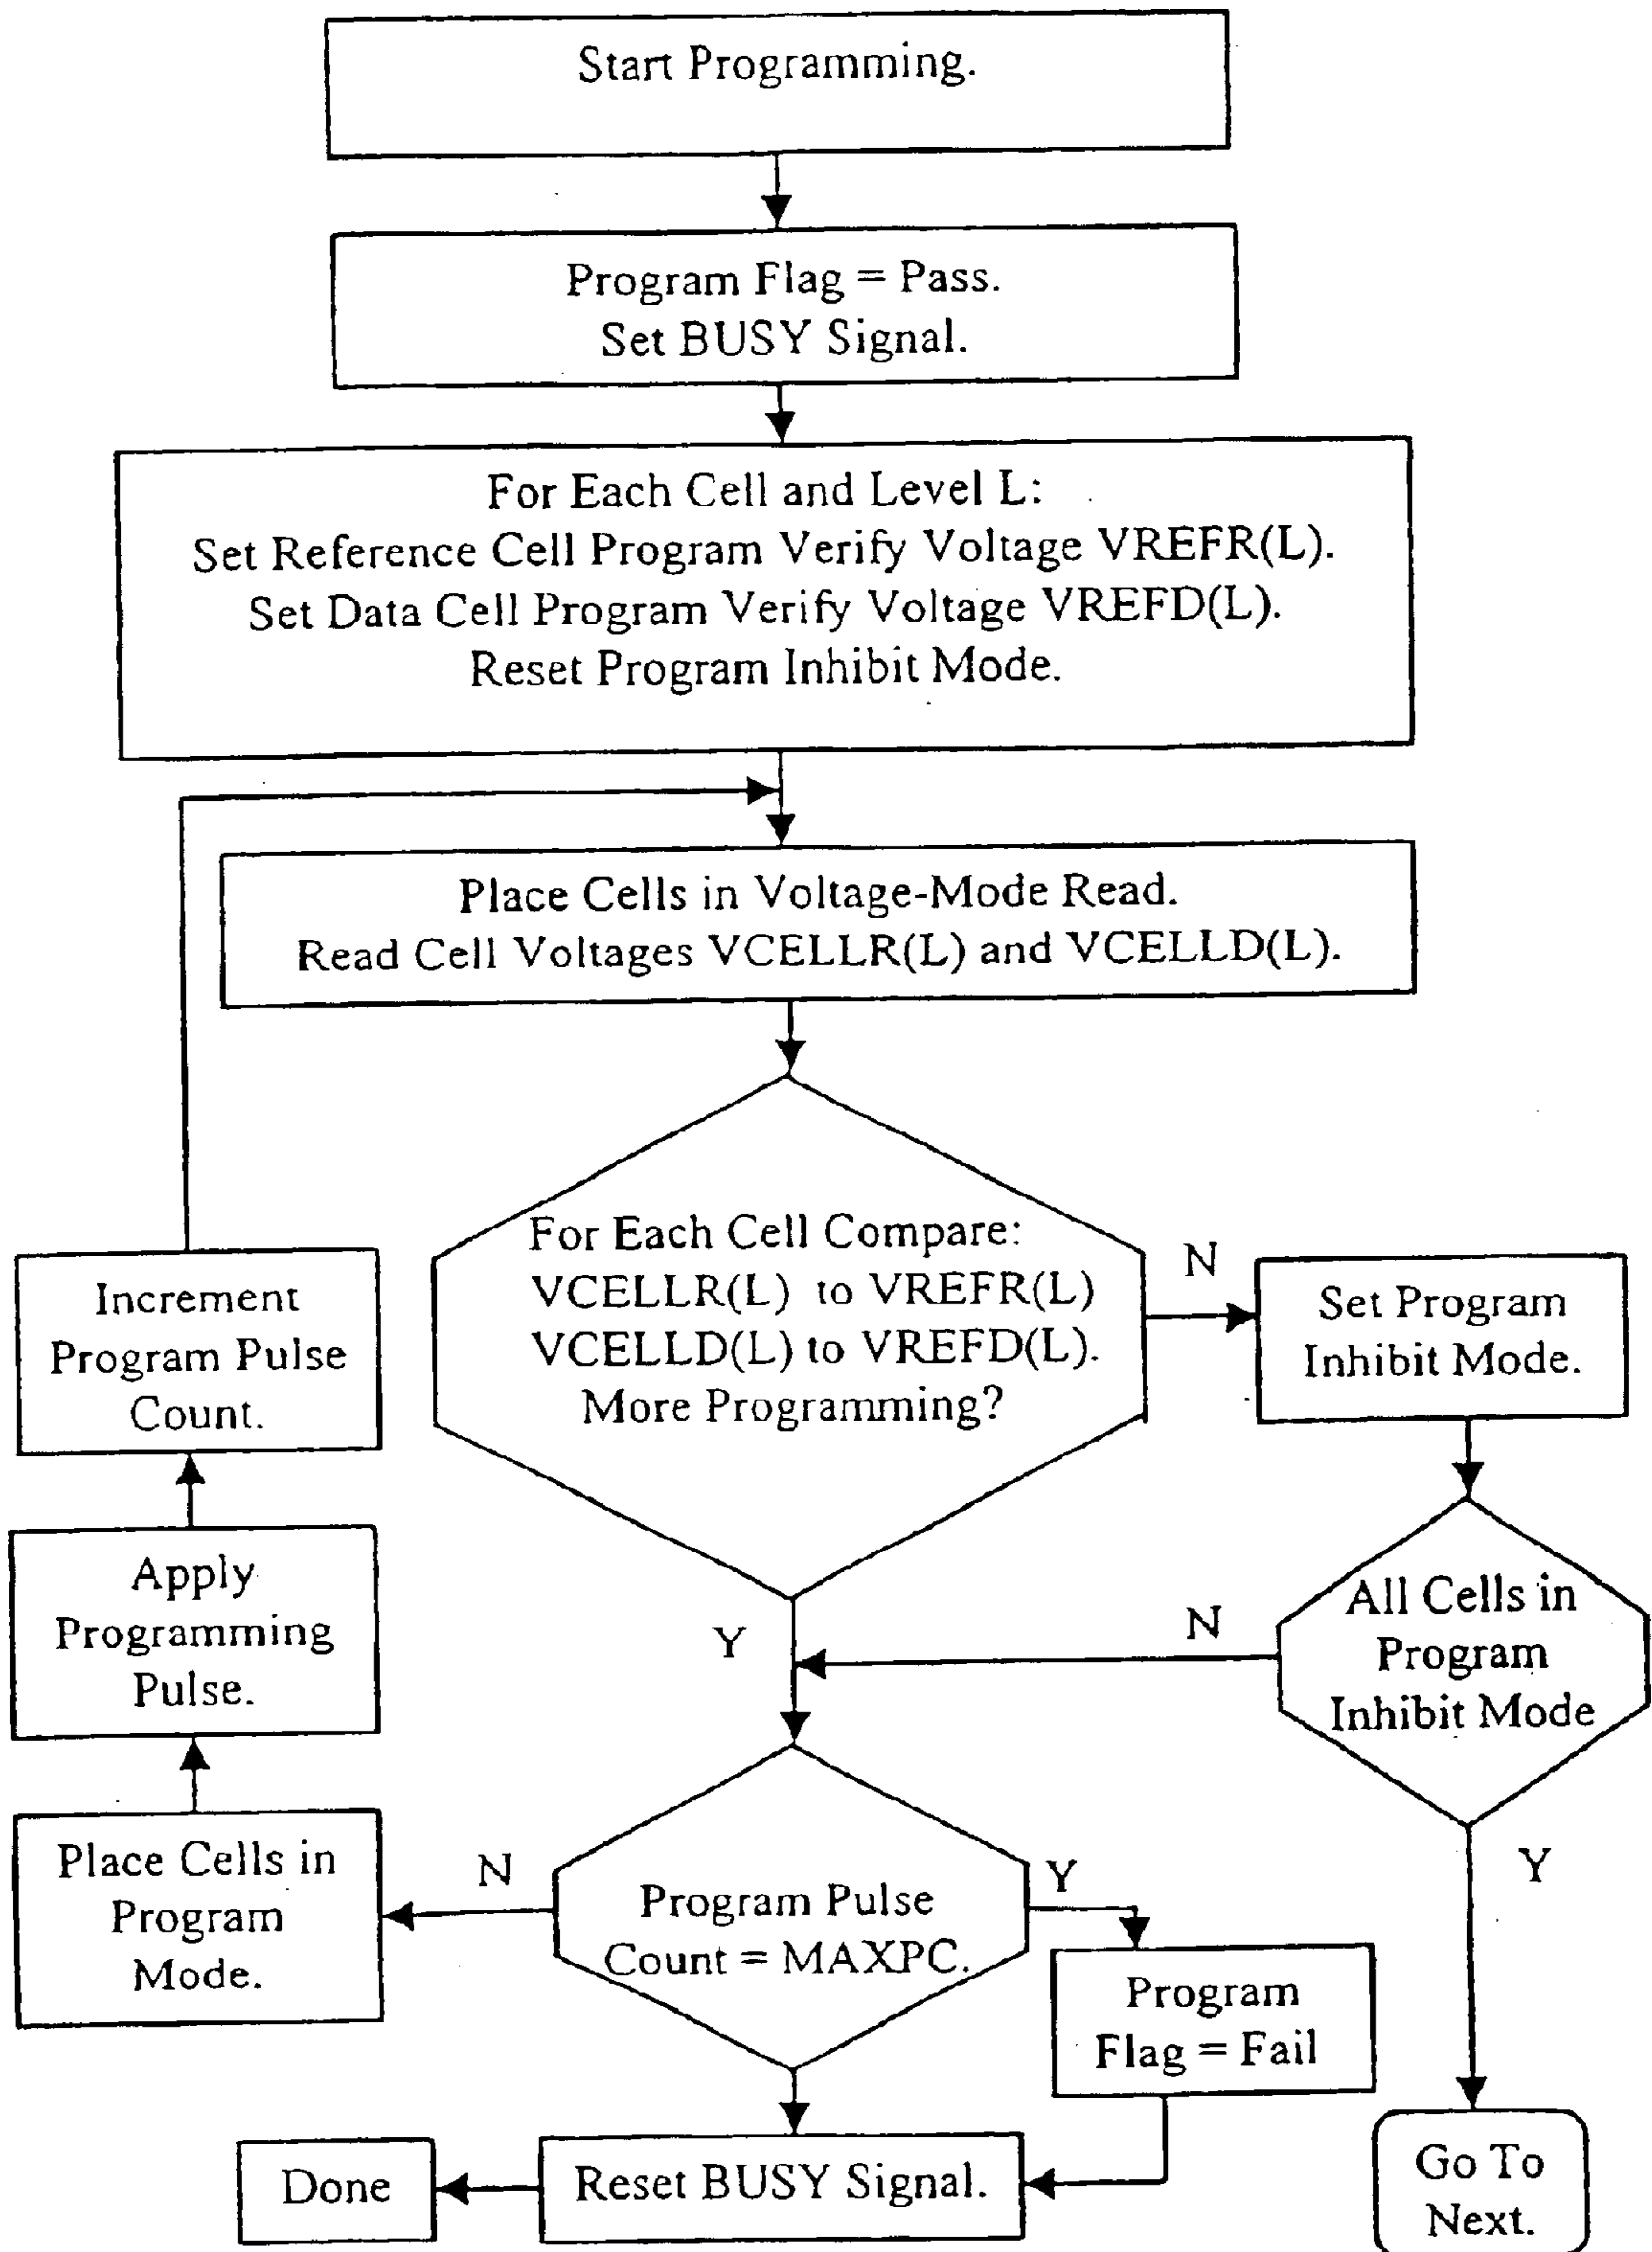 Start Programming.
Program Flag = Pass.
Set BUSY Signal.
For Each Cell and Level L:
Set Reference Cell Program Verify Voltage VREFR(L).
Set Data Cell Program Verify Voltage VREFD(L).
Reset Program Inhibit Mode.
Place Cells in Voltage-Mode Read.
Read Cell Voltages VCELLR(L) and VCELLD(L).
For Each Cell Compare:
VCELLR(L) to VREFR(L)
VCELLD(L) to VREFD(L).
More Programming?
N
Set Program
Inhibit Mode.
Increment
Program Pulse
Count.
Apply
Programming
Pulse.
Y
N
All Cells in
Program
Inhibit Mode
Place Cells in
Program
Mode.
N
Program Pulse
Count = MAXPC.
Y
Y
Program
Flag = Fail
Done
Reset BUSY Signal.
Go To
Next.